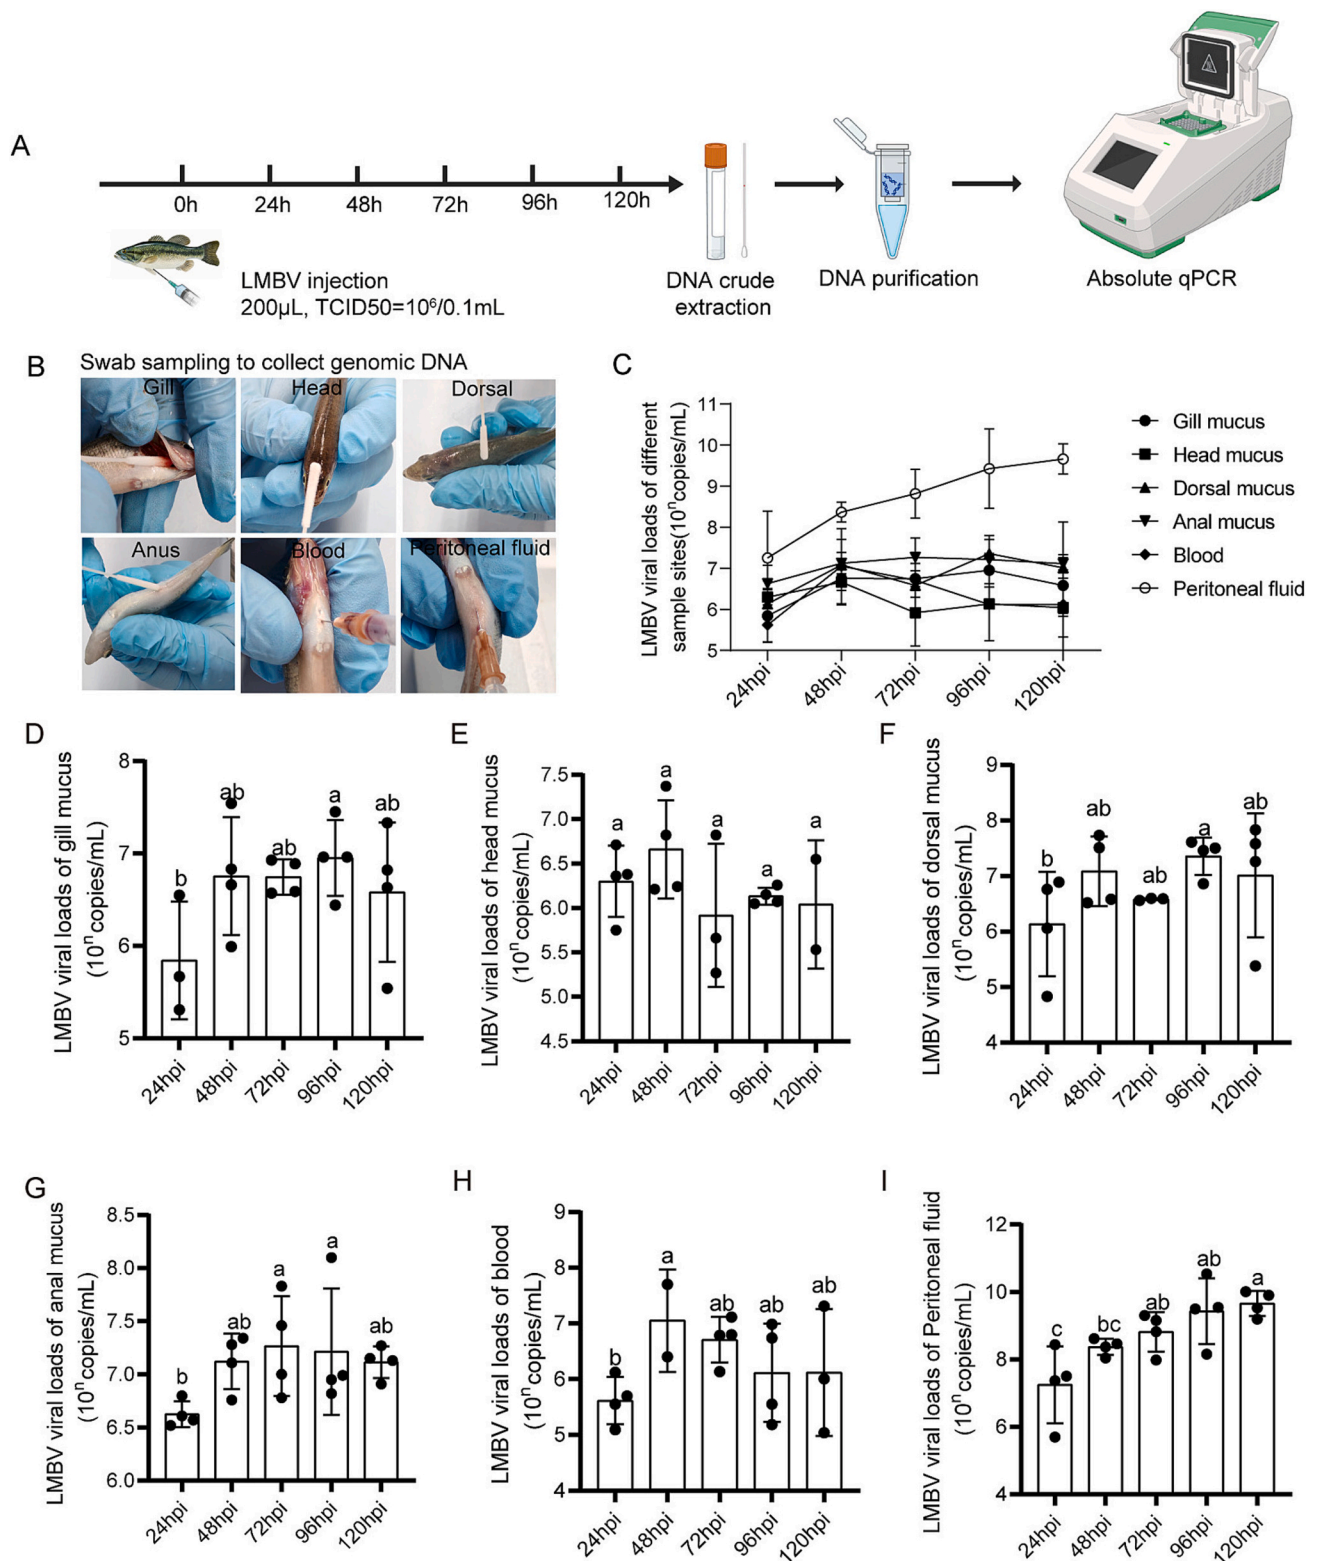 A
0h
24h
48h
72h
96h
120h
LMBV injection
200µL, TCID50=10⁶/0.1mL
DNA crude
extraction
DNA purification
Absolute qPCR
B
Swab sampling to collect genomic DNA
Gill
Head
Dorsal
Anus
Blood
Peritoneal fluid
C
LMBV viral loads of different
sample sites(10ⁿcopies/mL)
11
10
9
8
7
6
5
24hpi
48hpi
72hpi
96hpi
120hpi
Gill mucus
Head mucus
Dorsal mucus
Anal mucus
Blood
Peritoneal fluid
D
LMBV viral loads of gill mucus
(10ⁿcopies/mL)
8
7
6
5
b
ab
ab
a
ab
24hpi
48hpi
72hpi
96hpi
120hpi
E
LMBV viral loads of head mucus
(10ⁿcopies/mL)
7.5
7.0
6.5
6.0
5.5
5.0
4.5
a
a
a
a
a
24hpi
48hpi
72hpi
96hpi
120hpi
F
LMBV viral loads of dorsal mucus
(10ⁿcopies/mL)
9
8
7
6
5
4
b
ab
ab
a
ab
24hpi
48hpi
72hpi
96hpi
120hpi
G
LMBV viral loads of anal mucus
(10ⁿcopies/mL)
8.5
8.0
7.5
7.0
6.5
6.0
b
ab
a
a
ab
24hpi
48hpi
72hpi
96hpi
120hpi
H
LMBV viral loads of blood
(10ⁿcopies/mL)
9
8
7
6
5
4
b
a
ab
ab
ab
24hpi
48hpi
72hpi
96hpi
120hpi
I
LMBV viral loads of Peritoneal fluid
(10ⁿcopies/mL)
12
10
8
6
4
c
bc
ab
ab
a
24hpi
48hpi
72hpi
96hpi
120hpi